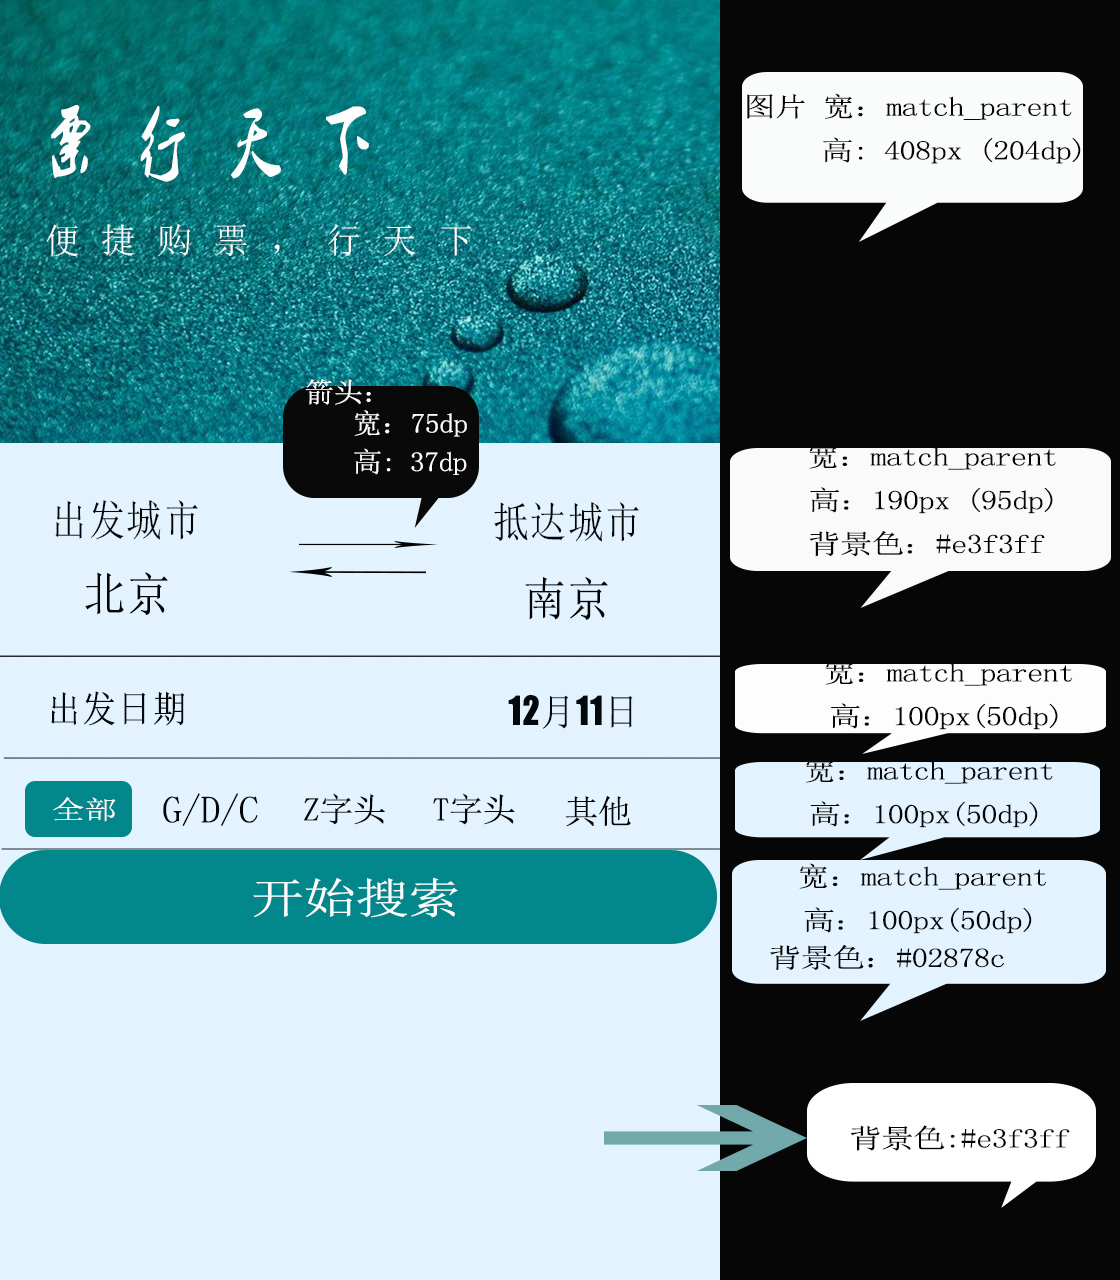 票行天下
便捷购票，行天下
图片 宽：match_parent
高：408px (204dp)
箭头：
宽：75dp
高：37dp
出发城市
抵达城市
北京
南京
宽：match_parent
高：190px (95dp)
背景色：#e3f3ff
出发日期
12月11日
宽：match_parent
高：100px(50dp)
全部
G/D/C
Z字头
T字头
其他
宽：match_parent
高：100px(50dp)
开始搜索
宽：match_parent
高：100px(50dp)
背景色：#02878c
背景色:#e3f3ff